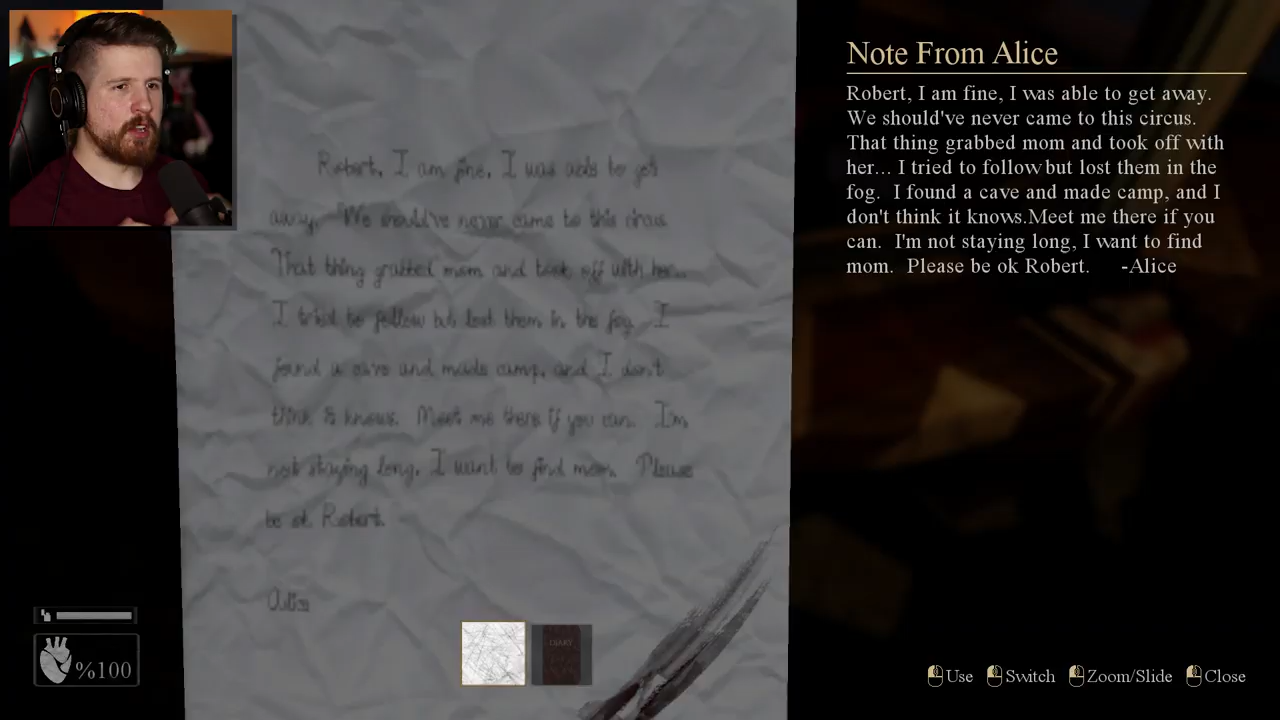 Note From Alice
Robert, I am fine, I was able to get away.
We should've never came to this circus.
That thing grabbed mom and took off with
her... I tried to follow but lost them in the
fog.  I found a cave and made camp, and I
don't think it knows.Meet me there if you
can.  I'm not staying long, I want to find
mom.  Please be ok Robert.     -Alice
Robert, I am fine, I was able to get
away. We should've never came to this circus
That thing grabbed mom and took off with her...
I tried to follow but lost them in the fog. I
found a cave and made camp, and I don't
think it knows. Meet me there if you can. I'm
not staying long, I want to find mom. Please
be ok Robert.
Alice
DIARY
%100
Use
Switch
Zoom/Slide
Close